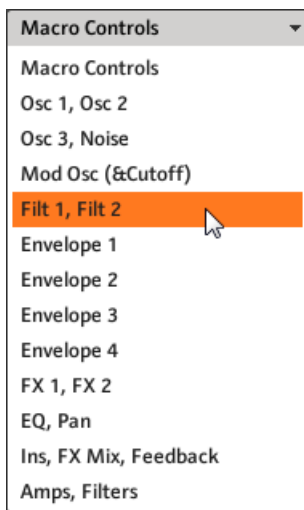 Macro Controls
Macro Controls
Osc 1, Osc 2
Osc 3, Noise
Mod Osc (&Cutoff)
Filt 1, Filt 2
Envelope 1
Envelope 2
Envelope 3
Envelope 4
FX 1, FX 2
EQ, Pan
Ins, FX Mix, Feedback
Amps, Filters